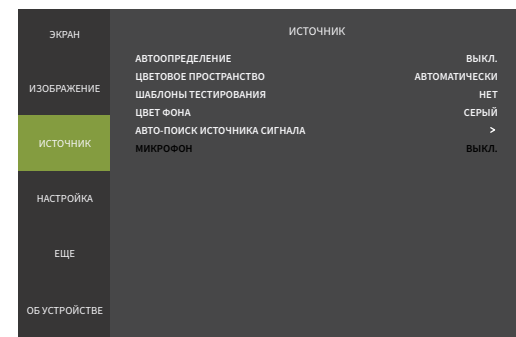 ЭКРАН
ИЗОБРАЖЕНИЕ
ИСТОЧНИК
НАСТРОЙКА
ЕЩЕ
ОБ УСТРОЙСТВЕ
ИСТОЧНИК
АВТООПРЕДЕЛЕНИЕ ВЫКЛ.
ЦВЕТОВОЕ ПРОСТРАНСТВО АВТОМАТИЧЕСКИ
ШАБЛОНЫ ТЕСТИРОВАНИЯ НЕТ
ЦВЕТ ФОНА СЕРЫЙ
АВТО-ПОИСК ИСТОЧНИКА СИГНАЛА >
МИКРОФОН ВЫКЛ.